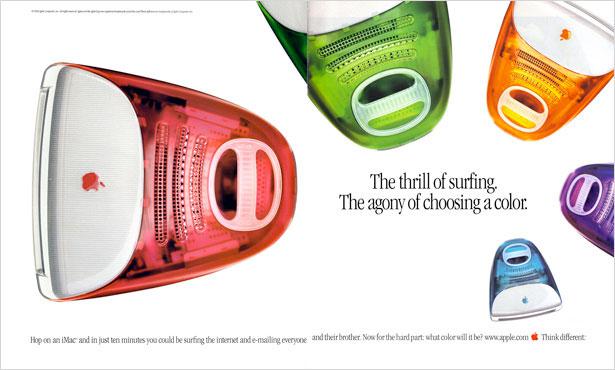 The thrill of surfing.
The agony of choosing a color.
Hop on an iMac and in just ten minutes you could be surfing the internet and e-mailing everyone and their brother. Now for the hard part: what color will it be? www.apple.com Think different.